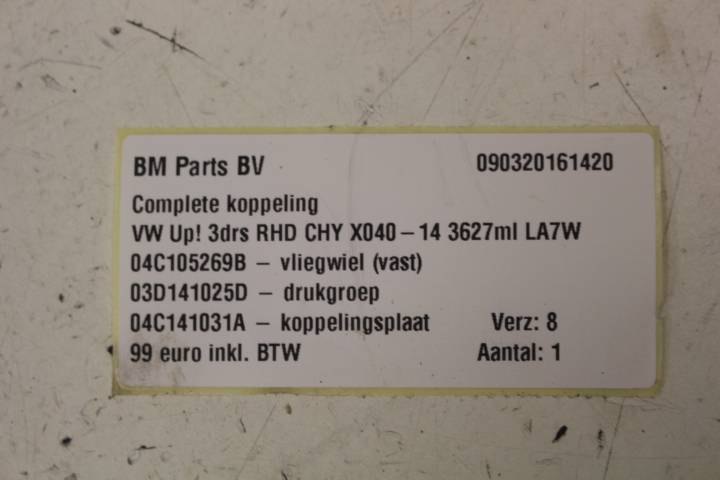 BM Parts BV 090320161420
Complete koppeling
VW Up! 3drs RHD CHY X040 – 14 3627ml LA7W
04C105269B – vliegwiel (vast)
03D141025D – drukgroep
04C141031A – koppelingsplaat Verz: 8
99 euro inkl. BTW Aantal: 1